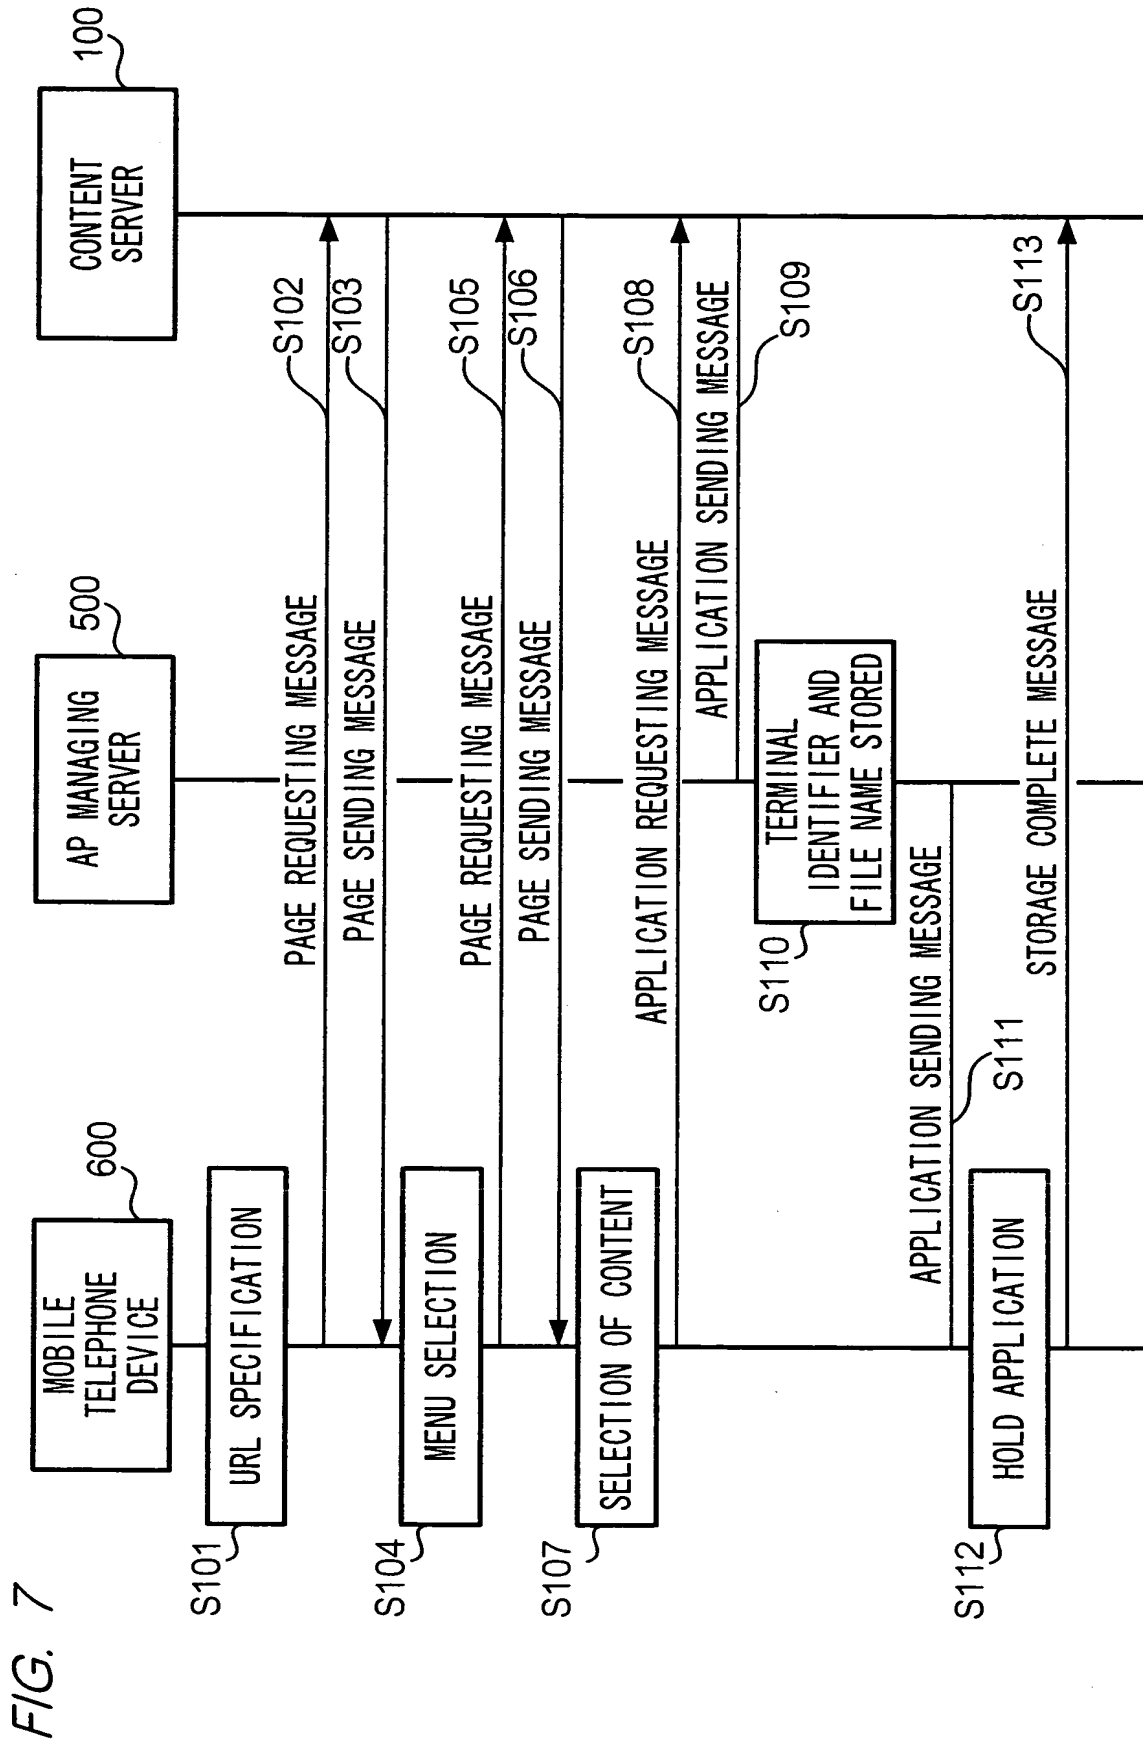 FIG. 7
MOBILE
TELEPHONE
DEVICE
600
AP MANAGING
SERVER
500
CONTENT
SERVER
100
S101
URL SPECIFICATION
PAGE REQUESTING MESSAGE
S102
PAGE SENDING MESSAGE
S103
S104
MENU SELECTION
PAGE REQUESTING MESSAGE
S105
PAGE SENDING MESSAGE
S106
S107
SELECTION OF CONTENT
APPLICATION REQUESTING MESSAGE
S108
APPLICATION SENDING MESSAGE
S109
S110
TERMINAL
IDENTIFIER AND
FILE NAME STORED
APPLICATION SENDING MESSAGE
S111
S112
HOLD APPLICATION
STORAGE COMPLETE MESSAGE
S113